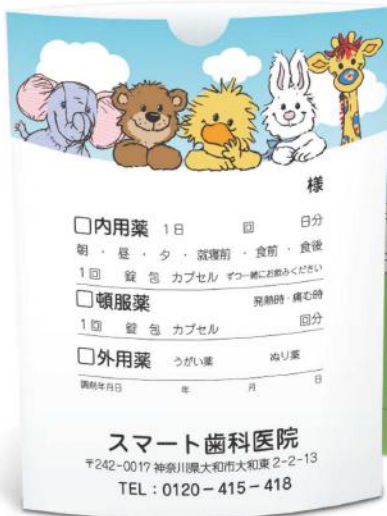 様
□内用薬 1日 回 日分
朝・昼・夕・就寝前・食前・食後
1回 錠 包 カプセル ずつ一緒にお飲みください
□頓服薬 発熱時・痛む時
1回 錠 包 カプセル 回分
□外用薬 うがい薬 ぬり薬
調剤年月日 年 月 日
スマート歯科医院
〒242-0017 神奈川県大和市大和東 2-2-13
TEL：0120－415－418